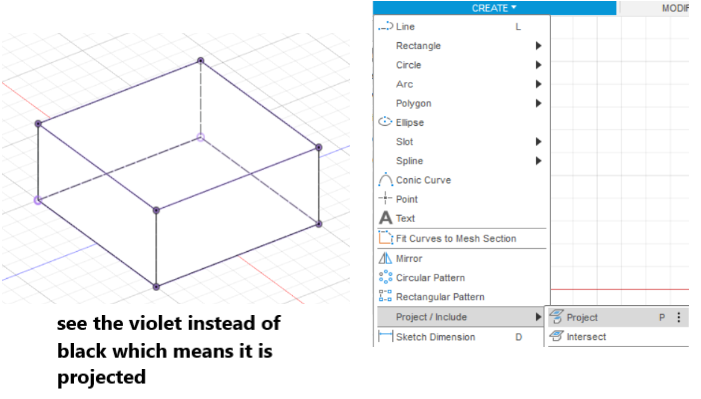 CREATE
MODIF
Line L
Rectangle
Circle
Arc
Polygon
Ellipse
Slot
Spline
Conic Curve
Point
Text
Fit Curves to Mesh Section
Mirror
Circular Pattern
Rectangular Pattern
Project / Include
Project P
Intersect
Sketch Dimension D
see the violet instead of
black which means it is
projected